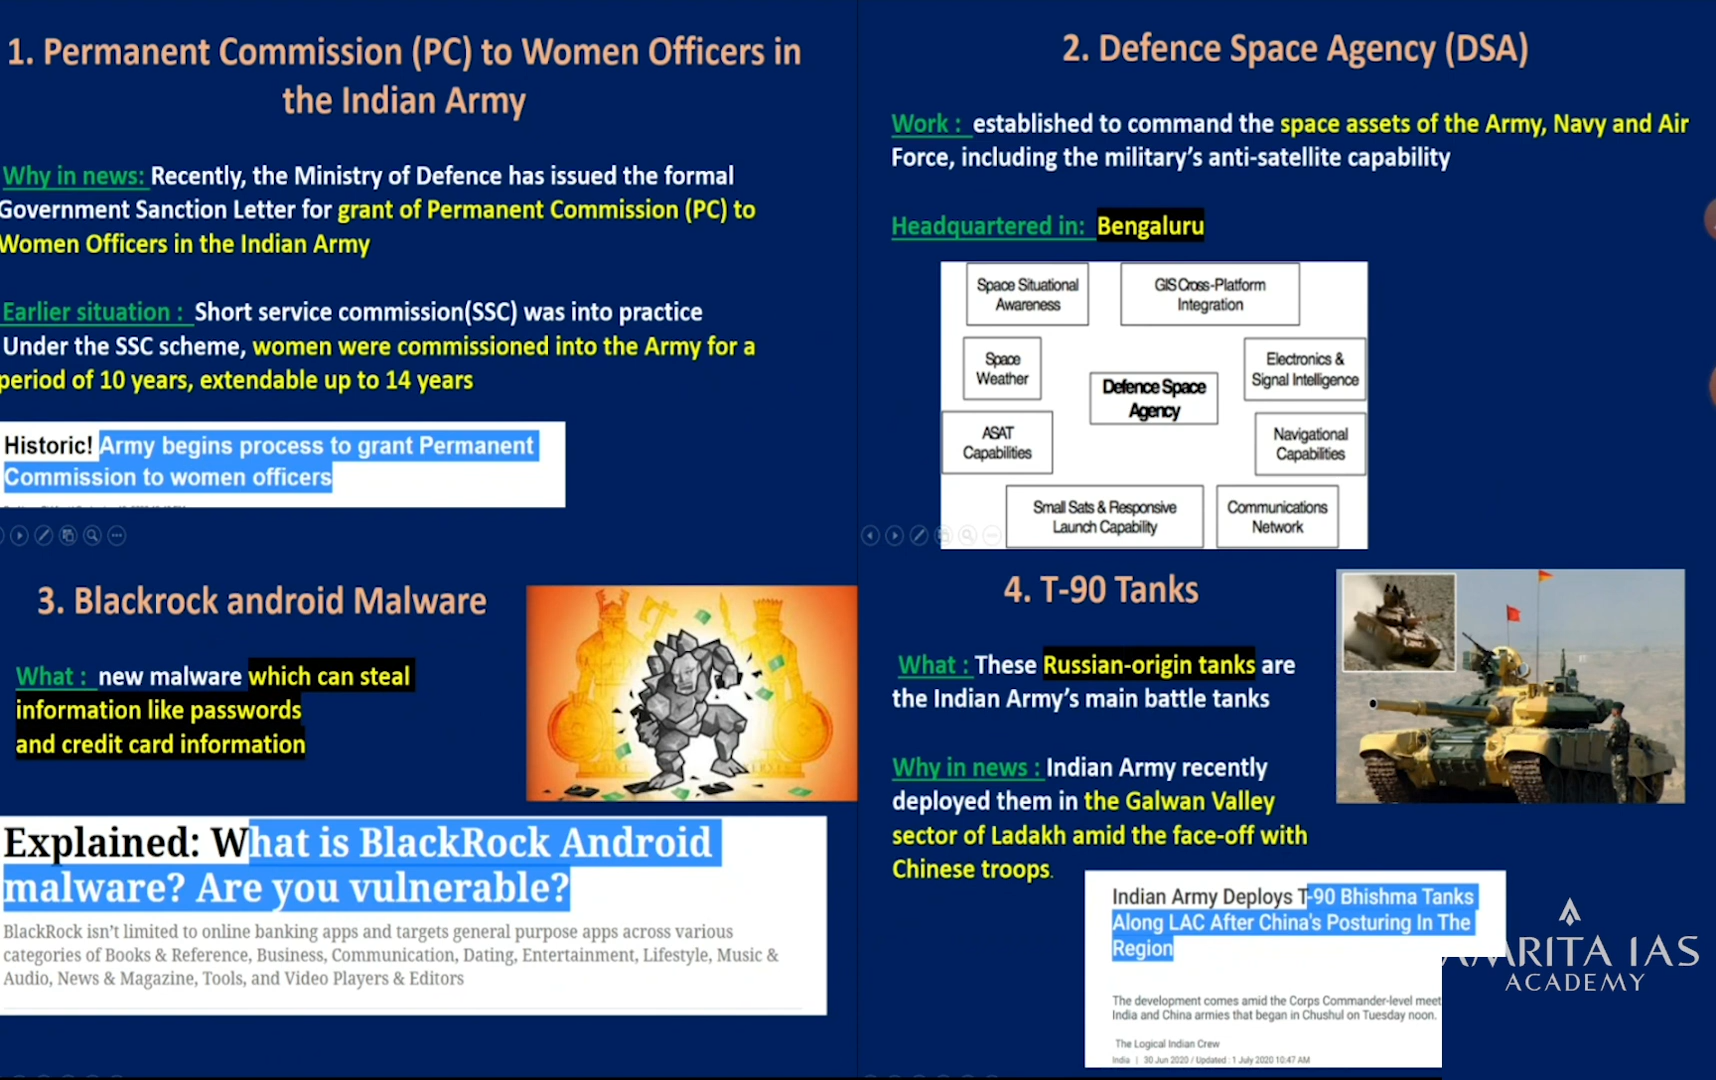 1. Permanent Commission (PC) to Women Officers in
the Indian Army
Why in news: Recently, the Ministry of Defence has issued the formal
Government Sanction Letter for grant of Permanent Commission (PC) to
Women Officers in the Indian Army
Earlier situation : Short service commission(SSC) was into practice
Under the SSC scheme, women were commissioned into the Army for a
period of 10 years, extendable up to 14 years
Historic! Army begins process to grant Permanent
Commission to women officers
2. Defence Space Agency (DSA)
Work : established to command the space assets of the Army, Navy and Air
Force, including the military's anti-satellite capability
Headquartered in: Bengaluru
Space Situational
Awareness
GIS Cross-Platform
Integration
Space
Weather
Defence Space
Agency
Electronics &
Signal Intelligence
ASAT
Capabilities
Navigational
Capabilities
Small Sats & Responsive
Launch Capability
Communications
Network
3. Blackrock android Malware
What : new malware which can steal
information like passwords
and credit card information
Explained: What is BlackRock Android
malware? Are you vulnerable?
BlackRock isn't limited to online banking apps and targets general purpose apps across various
categories of Books & Reference, Business, Communication, Dating, Entertainment, Lifestyle, Music &
Audio, News & Magazine, Tools, and Video Players & Editors
4. T-90 Tanks
What : These Russian-origin tanks are
the Indian Army's main battle tanks
Why in news : Indian Army recently
deployed them in the Galwan Valley
sector of Ladakh amid the face-off with
Chinese troops.
Indian Army Deploys T-90 Bhishma Tanks
Along LAC After China's Posturing In The
Region
The development comes amid the Corps Commander-level meet
India and China armies that began in Chushul on Tuesday noon.
The Logical Indian Crew
India | 30 Jun 2020 / Updated : 1 July 2020 10:47 AM
AMRITA IAS
ACADEMY